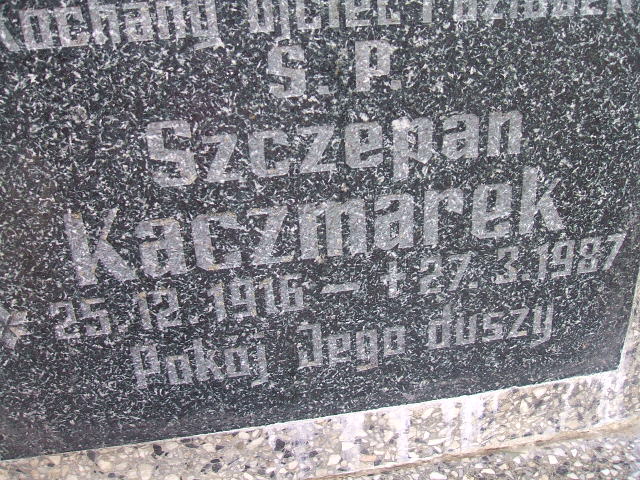 Kochany Ojciec i Dziadek
Ś. P.
Szczepan
Kaczmarek
* 25.12.1916 – † 27.3.1987
Pokój Jego duszy